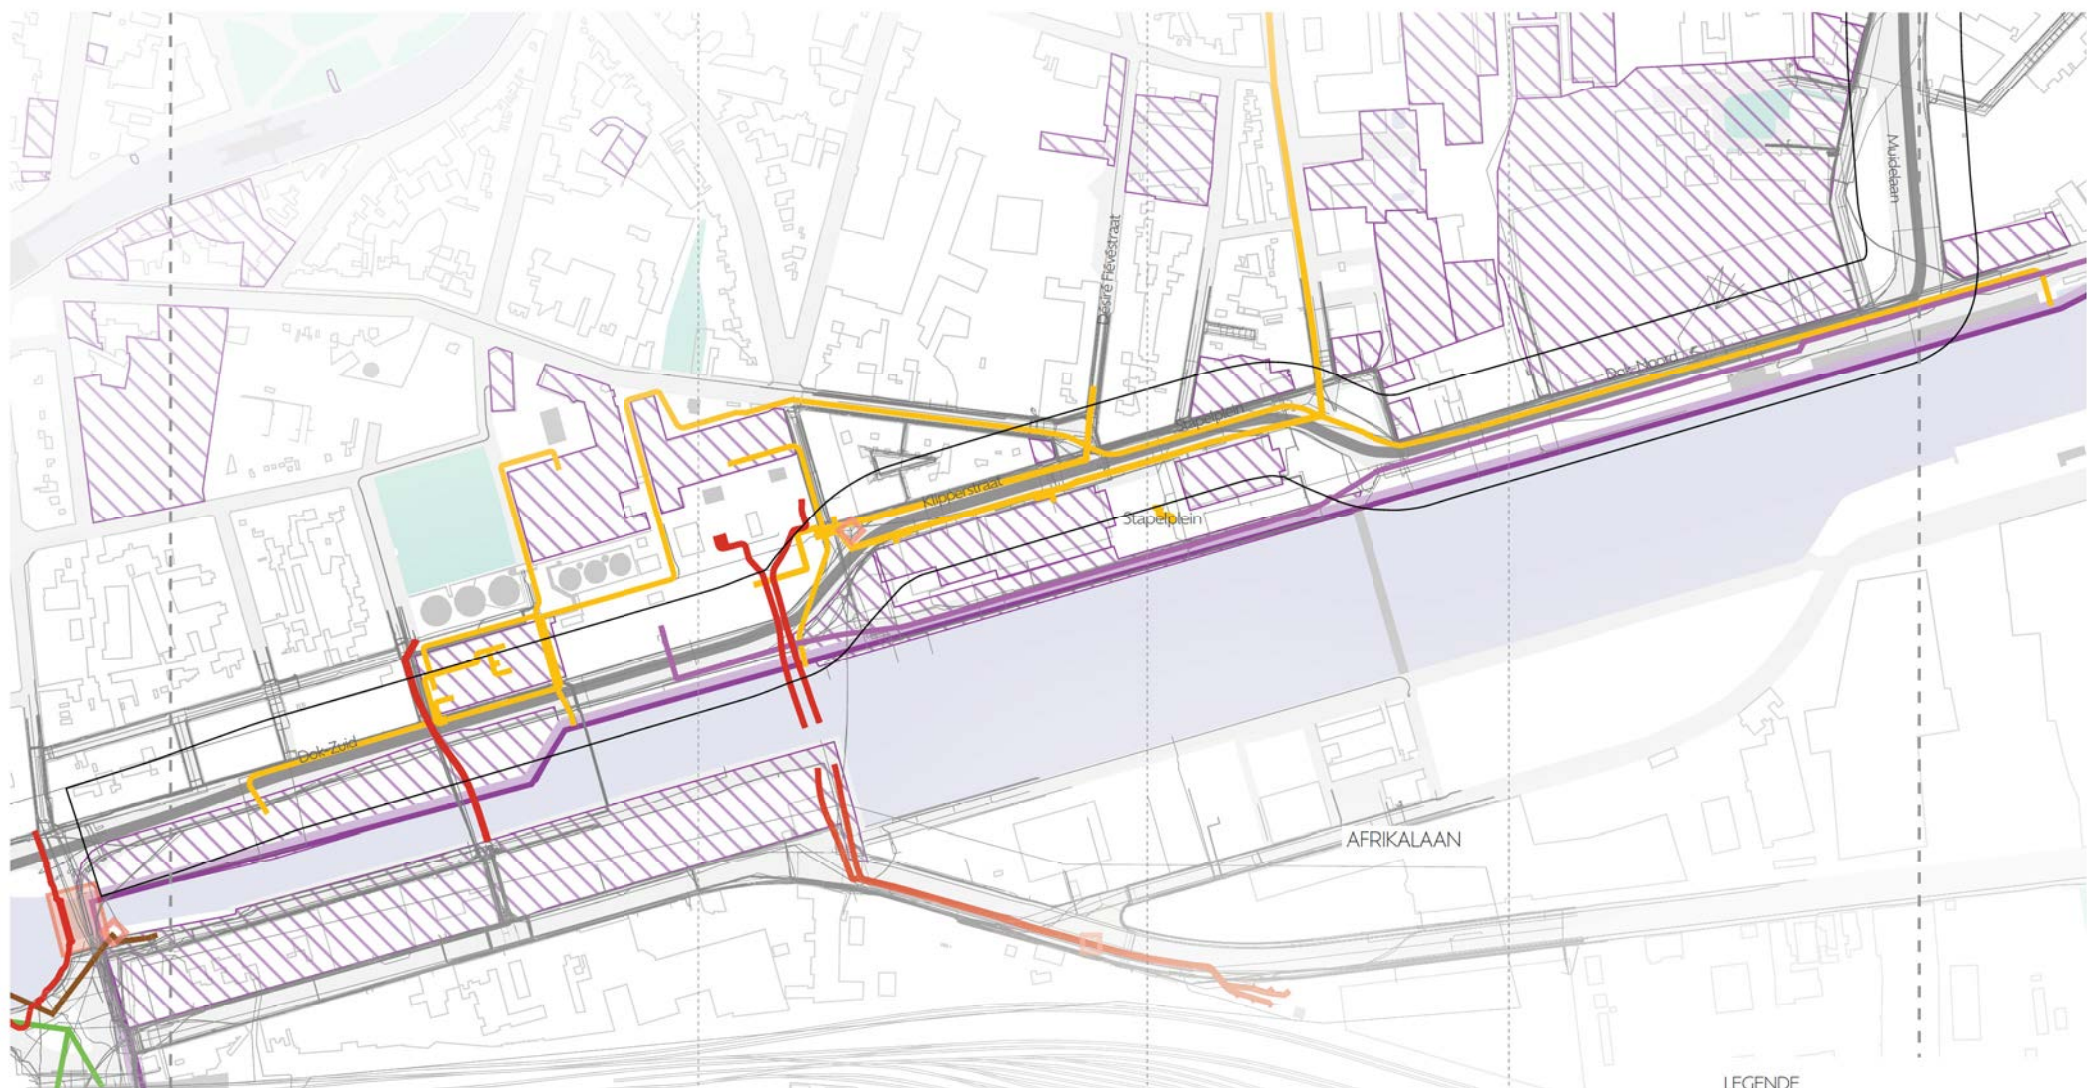 Muidelaan
Désiré Fiévéstraat
Dok-Noord
Stapelplein
Klipperstraat
Stapelplein
Dok-Zuid
AFRIKALAAN
LEGENDE